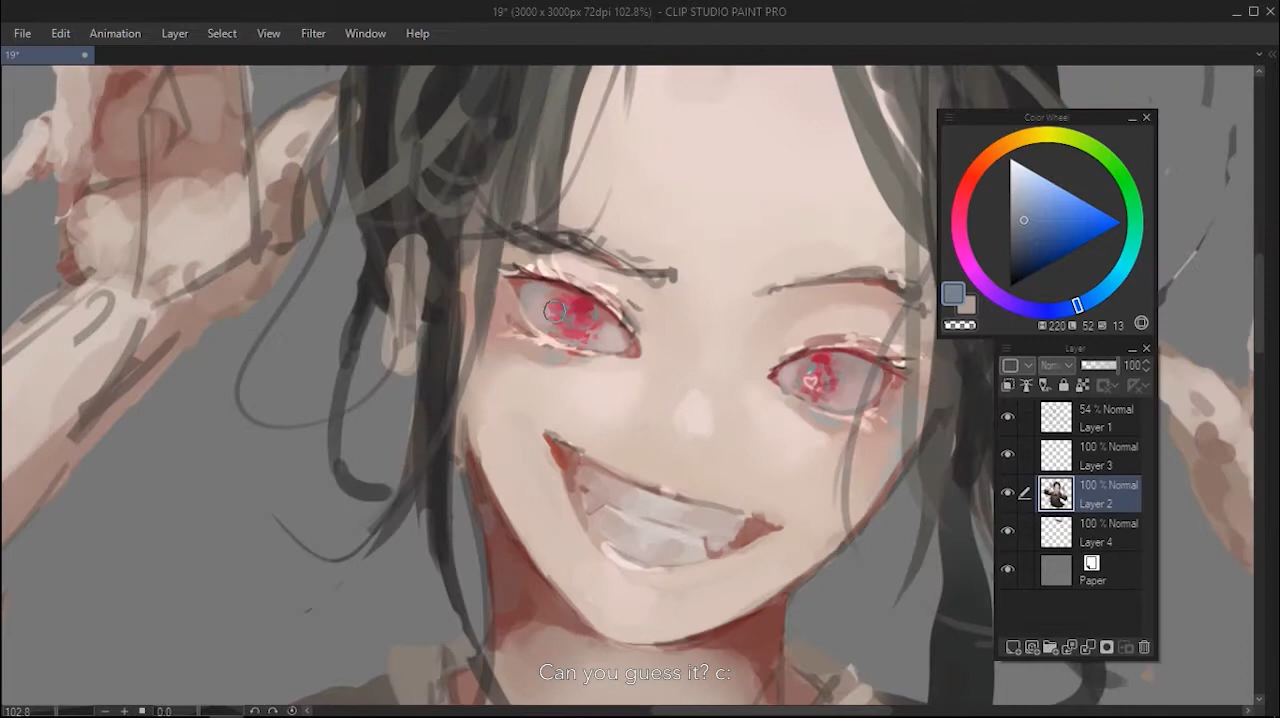 19* (3000 x 3000px 72dpi 102.8%) - CLIP STUDIO PAINT PRO
File Edit Animation Layer Select View Filter Window Help
19*
Color Wheel
H 220 L 52 S 13
Layer
Norm 100
54 % Normal
Layer 1
100 % Normal
Layer 3
100 % Normal
Layer 2
100 % Normal
Layer 4
Paper
Can you guess it? c:
102.8 0.0